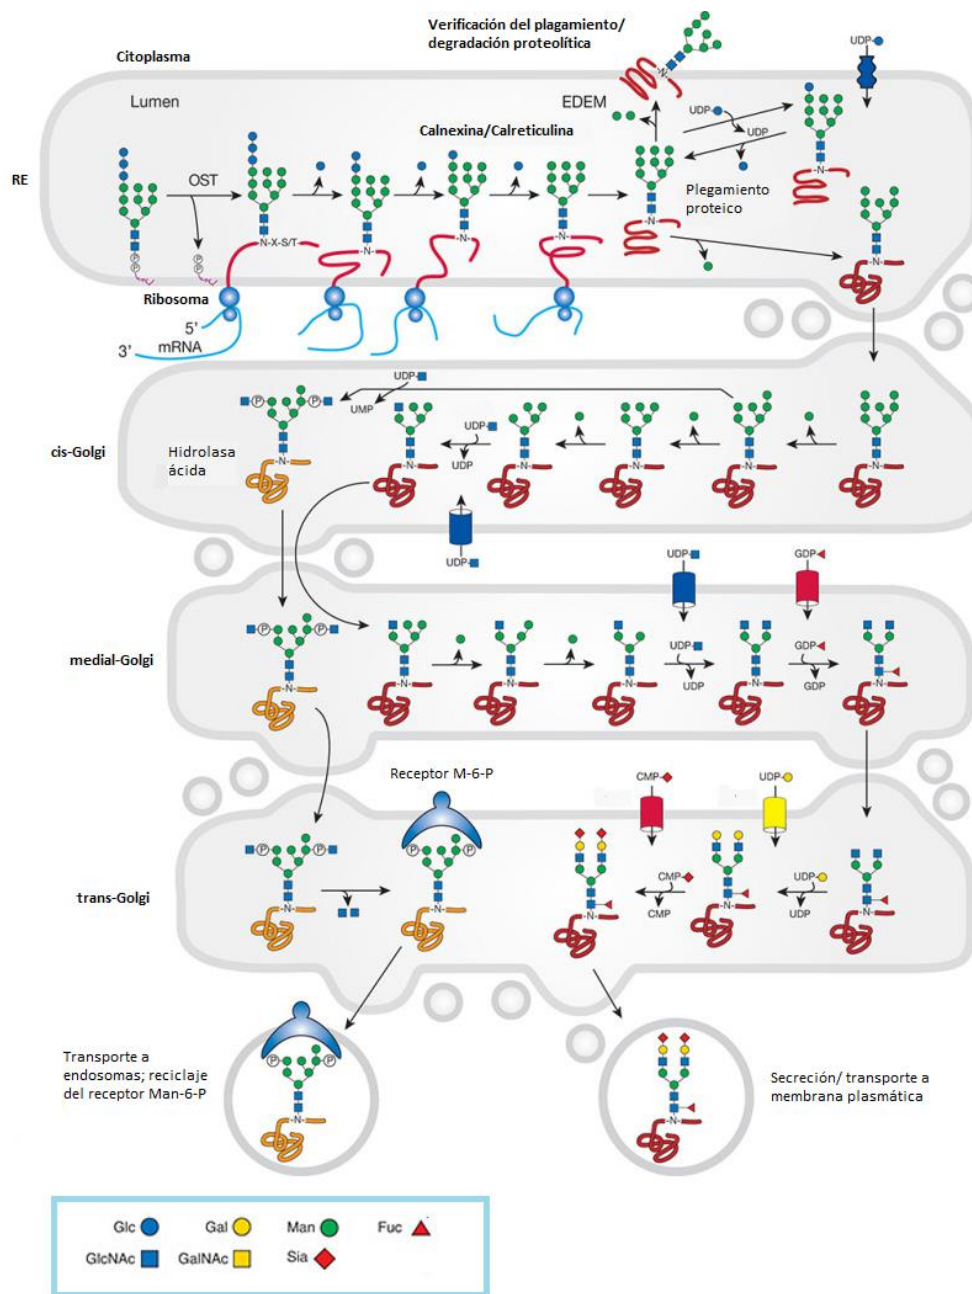 Verificación del plagamiento/
degradación proteolítica
Citoplasma
UDP
Lumen
EDEM
UDP
UDP
Calnexina/Calreticulina
RE
OST
Plegamiento
proteico
N
N
N-X-S/T
N
N
N
N
N
N
P
P
P
P
Ribosoma
5'
3'
mRNA
UDP
UMP
P
P
UDP
UDP
cis-Golgi
Hidrolasa
ácida
N
N
N
N
N
N
UDP
UDP
GDP
P
P
medial-Golgi
UDP
UDP
GDP
GDP
N
N
N
N
N
N
Receptor M-6-P
CMP
UDP
P
P
P
P
trans-Golgi
CMP
CMP
UDP
UDP
N
N
N
N
N
Transporte a
endosomas; reciclaje
del receptor Man-6-P
P
P
N
N
Secreción/ transporte a
membrana plasmática
Glc
Gal
Man
Fuc
GlcNAc
GalNAc
Sia